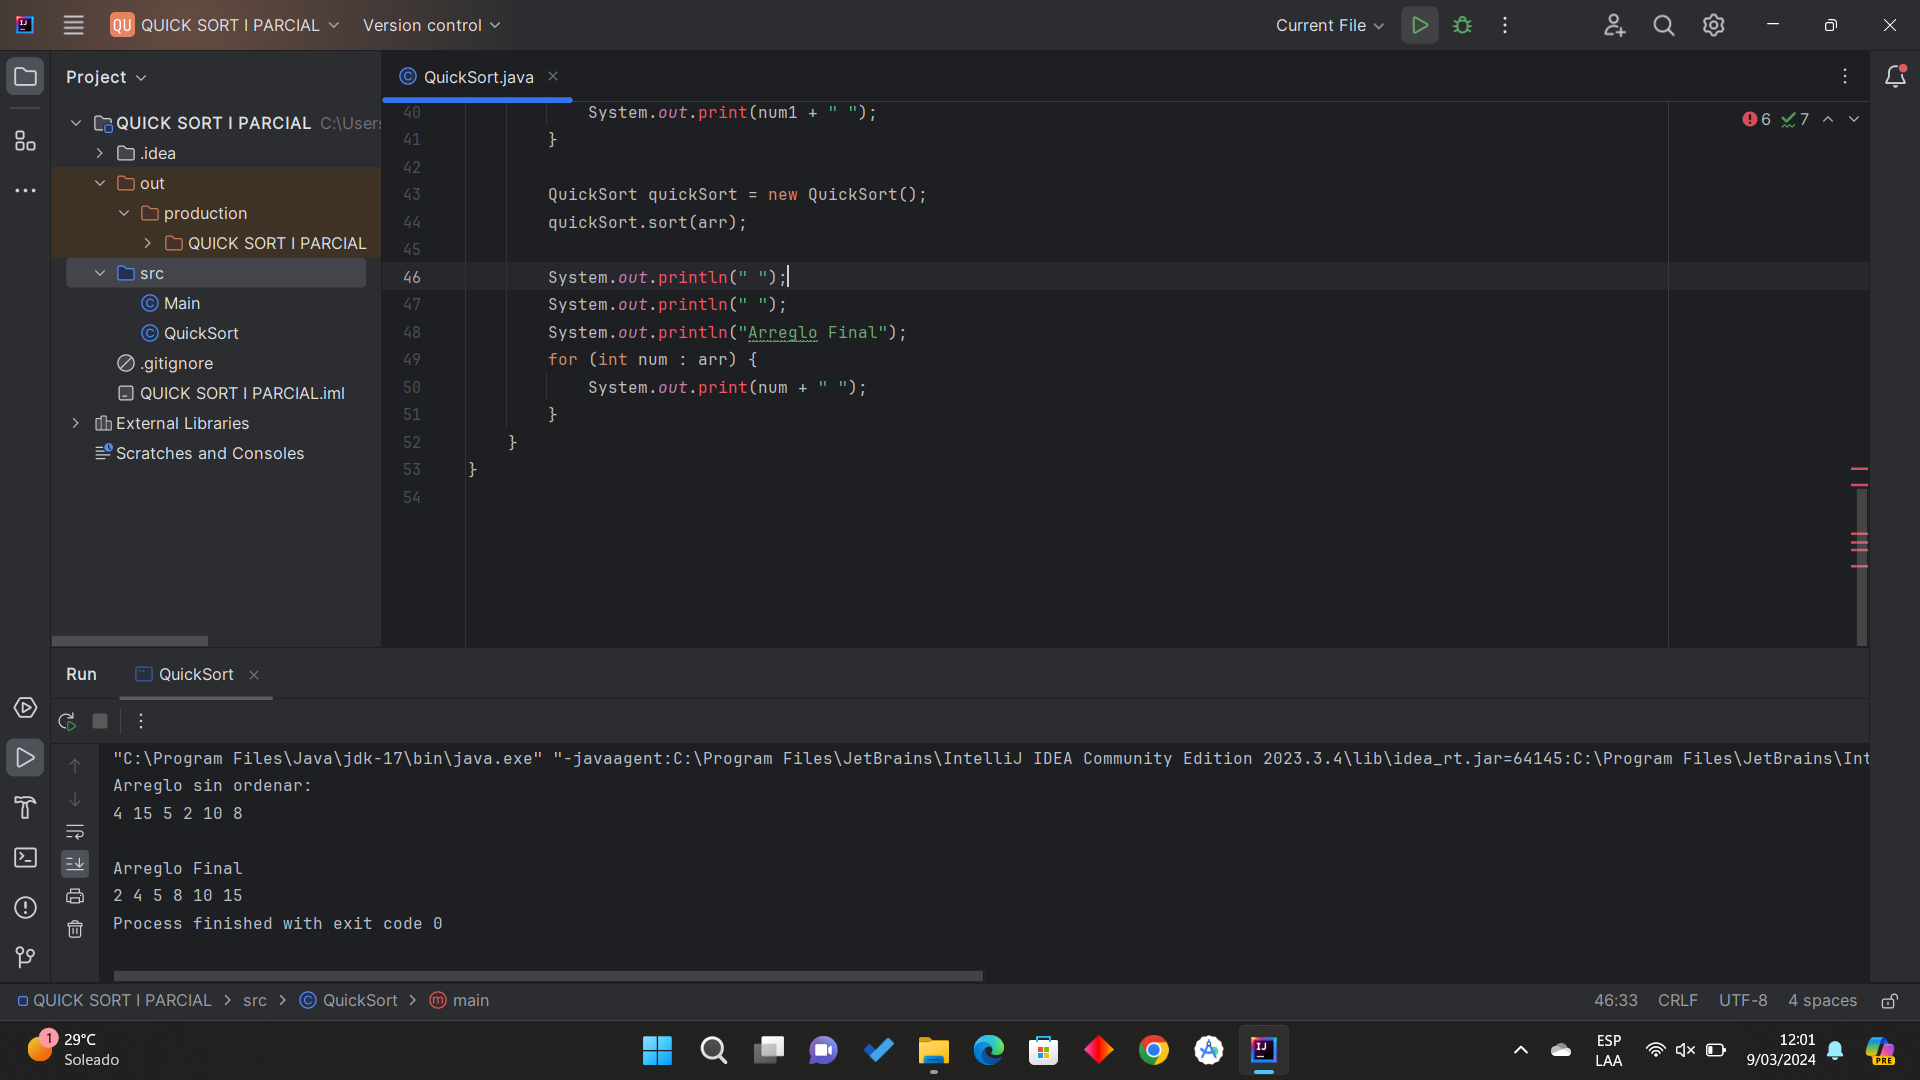 QU QUICK SORT I PARCIAL Version control Current File
Project
QUICK SORT I PARCIAL C:\Users
.idea
out
production
QUICK SORT I PARCIAL
src
Main
QuickSort
.gitignore
QUICK SORT I PARCIAL.iml
External Libraries
Scratches and Consoles
QuickSort.java
6 7
40 System.out.print(num1 + " ");
41 }
42
43 QuickSort quickSort = new QuickSort();
44 quickSort.sort(arr);
45
46 System.out.println(" ");
47 System.out.println(" ");
48 System.out.println("Arreglo Final");
49 for (int num : arr) {
50 System.out.print(num + " ");
51 }
52 }
53 }
54
Run QuickSort
"C:\Program Files\Java\jdk-17\bin\java.exe" "-javaagent:C:\Program Files\JetBrains\IntelliJ IDEA Community Edition 2023.3.4\lib\idea_rt.jar=64145:C:\Program Files\JetBrains\Int
Arreglo sin ordenar:
4 15 5 2 10 8
Arreglo Final
2 4 5 8 10 15
Process finished with exit code 0
QUICK SORT I PARCIAL > src > QuickSort > main 46:33 CRLF UTF-8 4 spaces
1 29°C
Soleado
ESP
LAA
12:01
9/03/2024
PRE